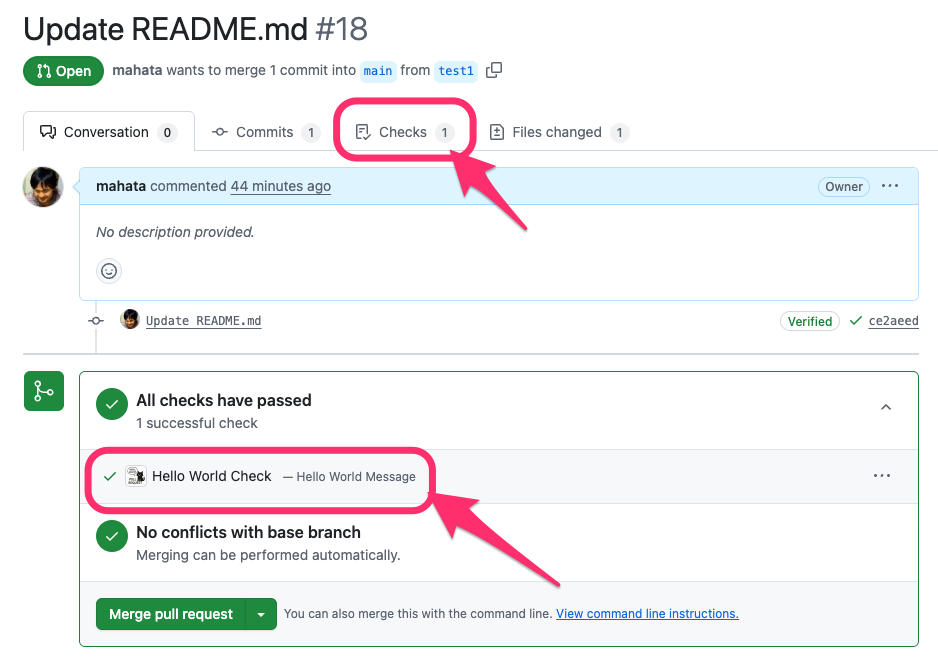 Update README.md #18
Open mahata wants to merge 1 commit into main from test1
Conversation 0 Commits 1 Checks 1 Files changed 1
mahata commented 44 minutes ago Owner
No description provided.
Update README.md Verified ce2aeed
All checks have passed
1 successful check
Hello World Check — Hello World Message
No conflicts with base branch
Merging can be performed automatically.
Merge pull request You can also merge this with the command line. View command line instructions.